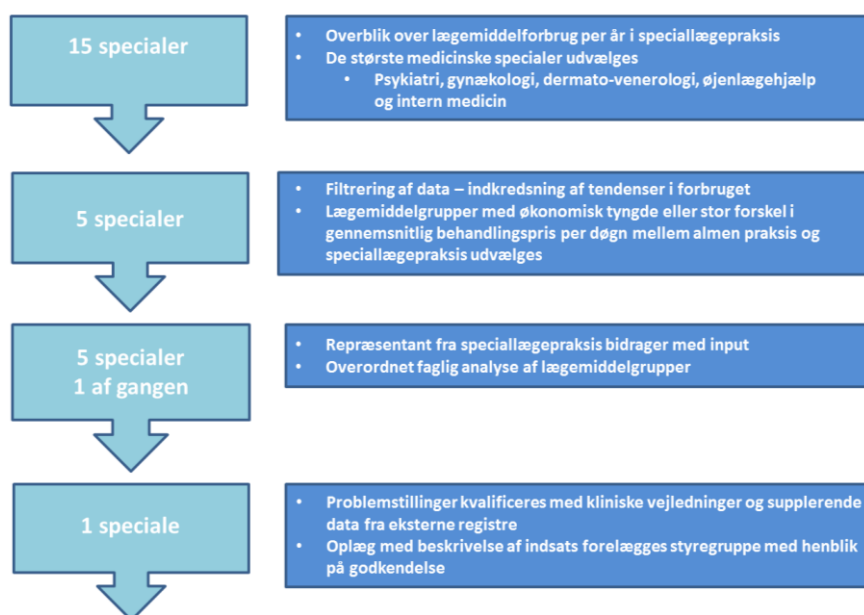 15 specialer
• Overblik over lægemiddelforbrug per år i speciallægepraksis
• De største medicinske specialer udvælges
• Psykiatri, gynækologi, dermato-venerologi, øjenlægehjælp
og intern medicin
5 specialer
• Filtrering af data – indkredsning af tendenser i forbruget
• Lægemiddelgrupper med økonomisk tyngde eller stor forskel i
gennemsnitlig behandlingspris per døgn mellem almen praksis og
speciallægepraksis udvælges
5 specialer
1 af gangen
• Repræsentant fra speciallægepraksis bidrager med input
• Overordnet faglig analyse af lægemiddelgrupper
1 speciale
• Problemstillinger kvalificeres med kliniske vejledninger og supplerende
data fra eksterne registre
• Oplæg med beskrivelse af indsats forelægges styregruppe med henblik
på godkendelse